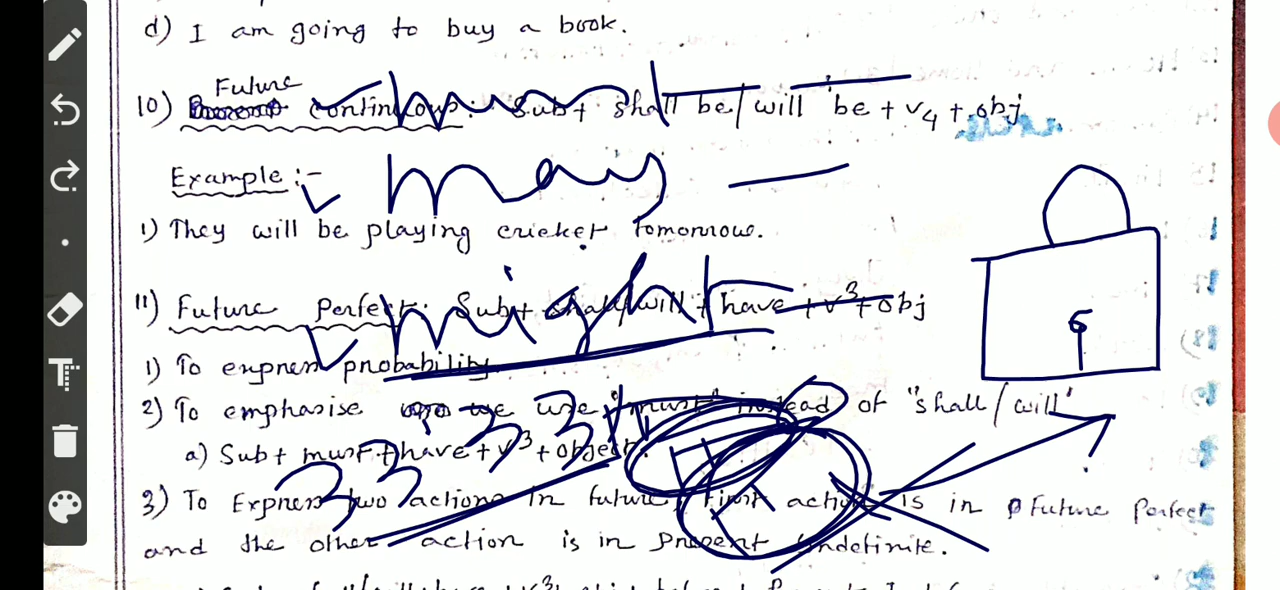 d) I am going to buy a book.
Future
10) continuous: Sub+ shall be/will be + v4 + obj
must
Example :-
may
1) They will be playing cricket tomorrow.
11) Future Perfect: Sub+ shall/will + have + v3 + obj
might
1) To express probability
2) To emphasise we use "must" instead of "shall/will"
a) Sub+ must + have + v3 + object
3) To Express two actions in future, first action is in Future Perfect
and the other action is in present indefinite.